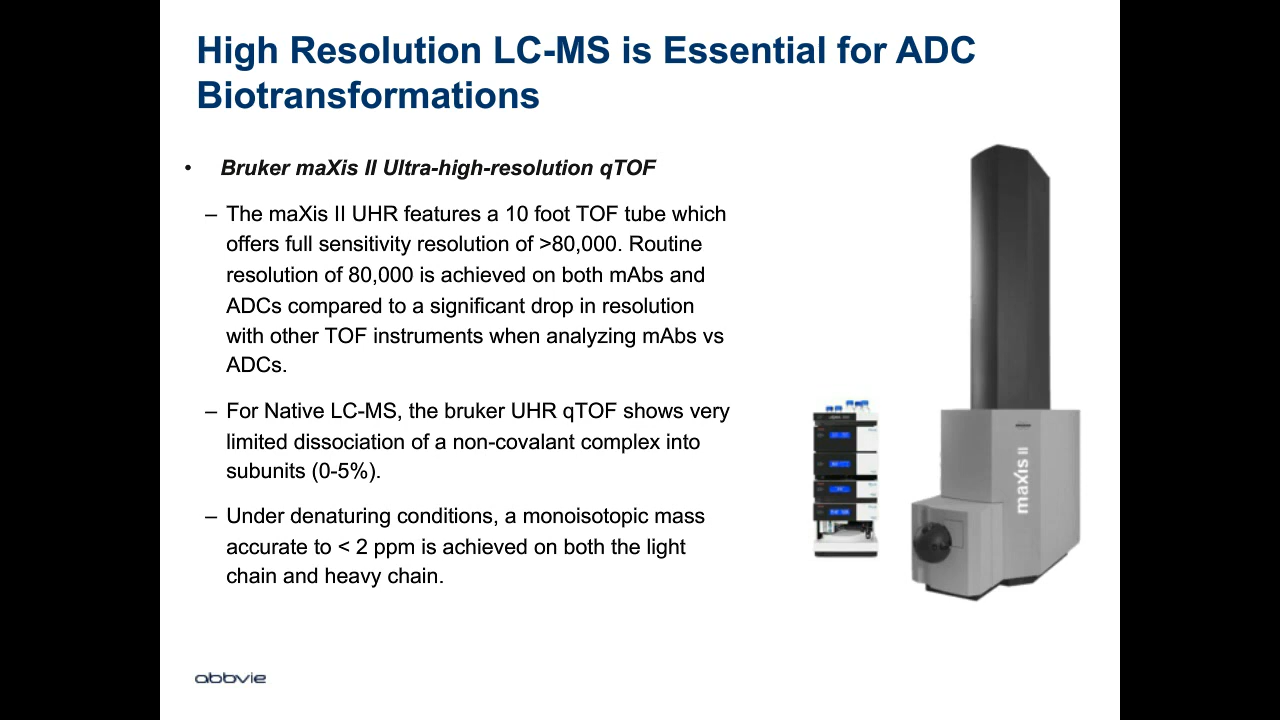 High Resolution LC-MS is Essential for ADC
Biotransformations
• Bruker maXis II Ultra-high-resolution qTOF
– The maXis II UHR features a 10 foot TOF tube which
offers full sensitivity resolution of >80,000. Routine
resolution of 80,000 is achieved on both mAbs and
ADCs compared to a significant drop in resolution
with other TOF instruments when analyzing mAbs vs
ADCs.
– For Native LC-MS, the bruker UHR qTOF shows very
limited dissociation of a non-covalant complex into
subunits (0-5%).
– Under denaturing conditions, a monoisotopic mass
accurate to < 2 ppm is achieved on both the light
chain and heavy chain.
maxis II
abbvie